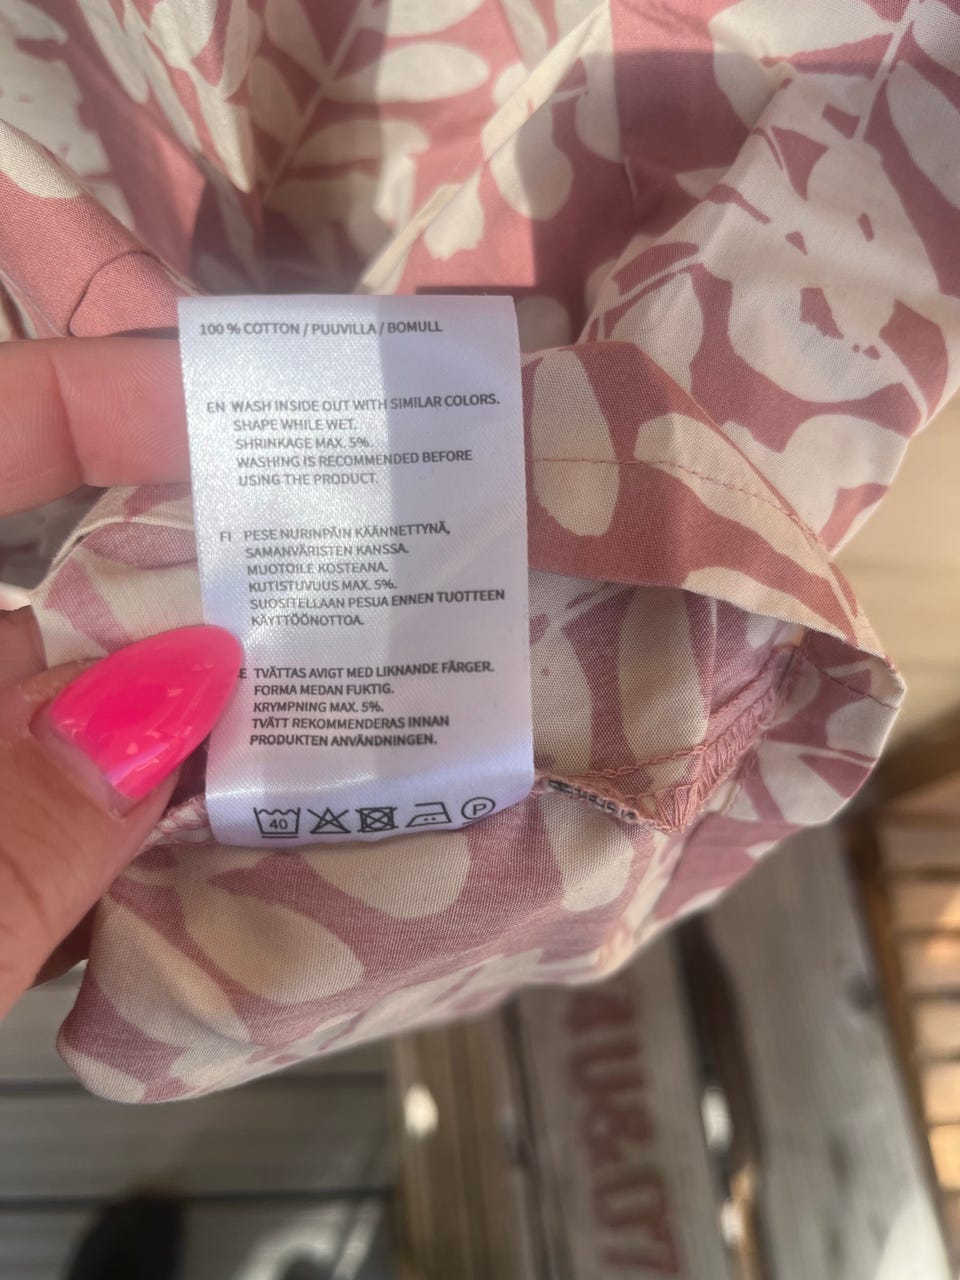 100 % COTTON / PUUVILLA / BOMULL
EN WASH INSIDE OUT WITH SIMILAR COLORS.
SHAPE WHILE WET.
SHRINKAGE MAX. 5%.
WASHING IS RECOMMENDED BEFORE
USING THE PRODUCT.
FI PESE NURINPÄIN KÄÄNNETTYNÄ,
SAMANVÄRISTEN KANSSA.
MUOTOILE KOSTEANA.
KUTISTUVUUS MAX. 5%.
SUOSITELLAAN PESUA ENNEN TUOTTEEN
KÄYTTÖÖNOTTOA.
E TVÄTTAS AVIGT MED LIKNANDE FÄRGER.
FORMA MEDAN FUKTIG.
KRYMPNING MAX. 5%.
TVÄTT REKOMMENDERAS INNAN
PRODUKTEN ANVÄNDNINGEN.
40 P